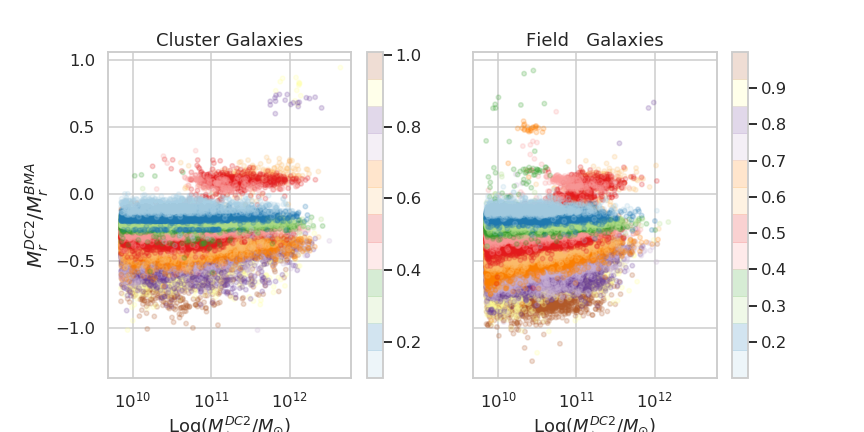 Cluster Galaxies
Field Galaxies
1.0
0.5
0.0
−0.5
−1.0
M_r^{DC2}/M_r^{BMA}
10^{10} 10^{11} 10^{12}
Log(M^{DC2}/M_⊙)
1.0
0.8
0.6
0.4
0.2
10^{10} 10^{11} 10^{12}
Log(M^{DC2}/M_⊙)
0.9
0.8
0.7
0.6
0.5
0.4
0.3
0.2